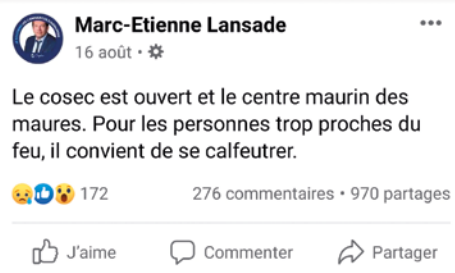 Marc-Etienne Lansade
16 août •
Le cosec est ouvert et le centre maurin des
maures. Pour les personnes trop proches du
feu, il convient de se calfeutrer.
172 276 commentaires • 970 partages
J'aime Commenter Partager